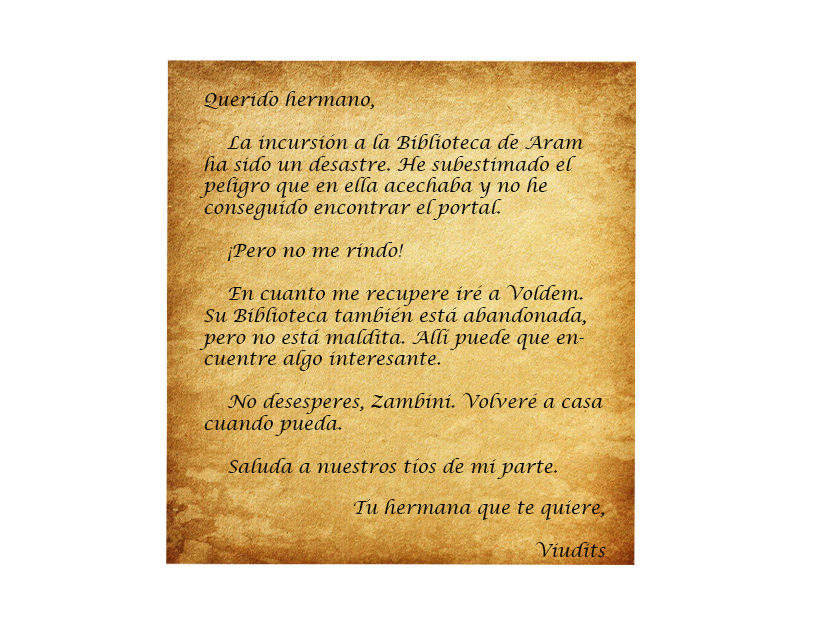 Querido hermano,
La incursión a la Biblioteca de Aram
ha sido un desastre. He subestimado el
peligro que en ella acechaba y no he
conseguido encontrar el portal.
¡Pero no me rindo!
En cuanto me recupere iré a Voldem.
Su Biblioteca también está abandonada,
pero no está maldita. Allí puede que en-
cuentre algo interesante.
No desesperes, Zambini. Volveré a casa
cuando pueda.
Saluda a nuestros tíos de mi parte.
Tu hermana que te quiere,
Viudits